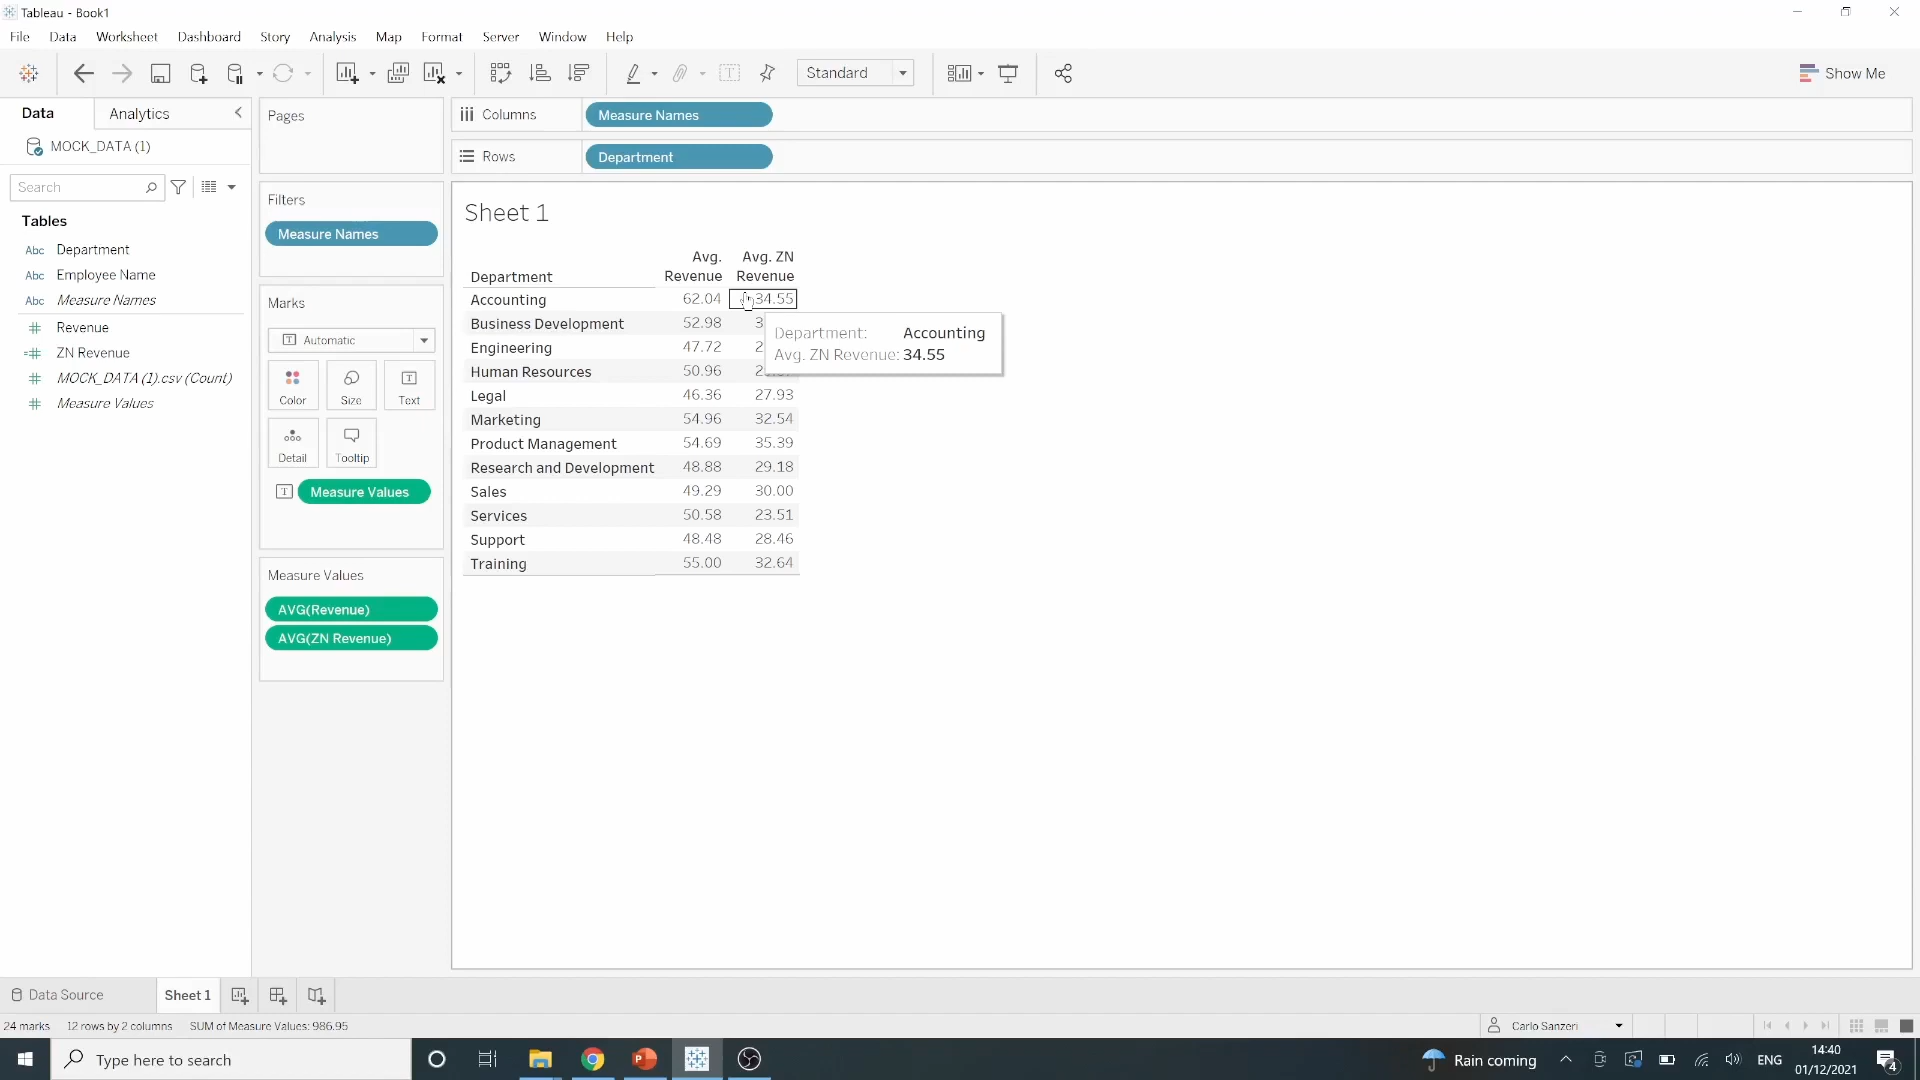 Tableau - Book1
File Data Worksheet Dashboard Story Analysis Map Format Server Window Help
Standard
Show Me
Data Analytics
MOCK_DATA (1)
Search
Tables
Abc Department
Abc Employee Name
Abc Measure Names
# Revenue
=# ZN Revenue
# MOCK_DATA (1).csv (Count)
# Measure Values
Pages
Filters
Measure Names
Marks
T Automatic
Color Size Text
Detail Tooltip
T Measure Values
Measure Values
AVG(Revenue)
AVG(ZN Revenue)
Columns Measure Names
Rows Department
Sheet 1
Avg. Avg. ZN
Department Revenue Revenue
Accounting 62.04 34.55
Business Development 52.98 3
Engineering 47.72 2
Human Resources 50.96
Legal 46.36 27.93
Marketing 54.96 32.54
Product Management 54.69 35.39
Research and Development 48.88 29.18
Sales 49.29 30.00
Services 50.58 23.51
Support 48.48 28.46
Training 55.00 32.64
Department: Accounting
Avg. ZN Revenue: 34.55
Data Source Sheet 1
24 marks 12 rows by 2 columns SUM of Measure Values: 986.95
Carlo Sanzeri
Type here to search
Rain coming
ENG
14:40
01/12/2021
4